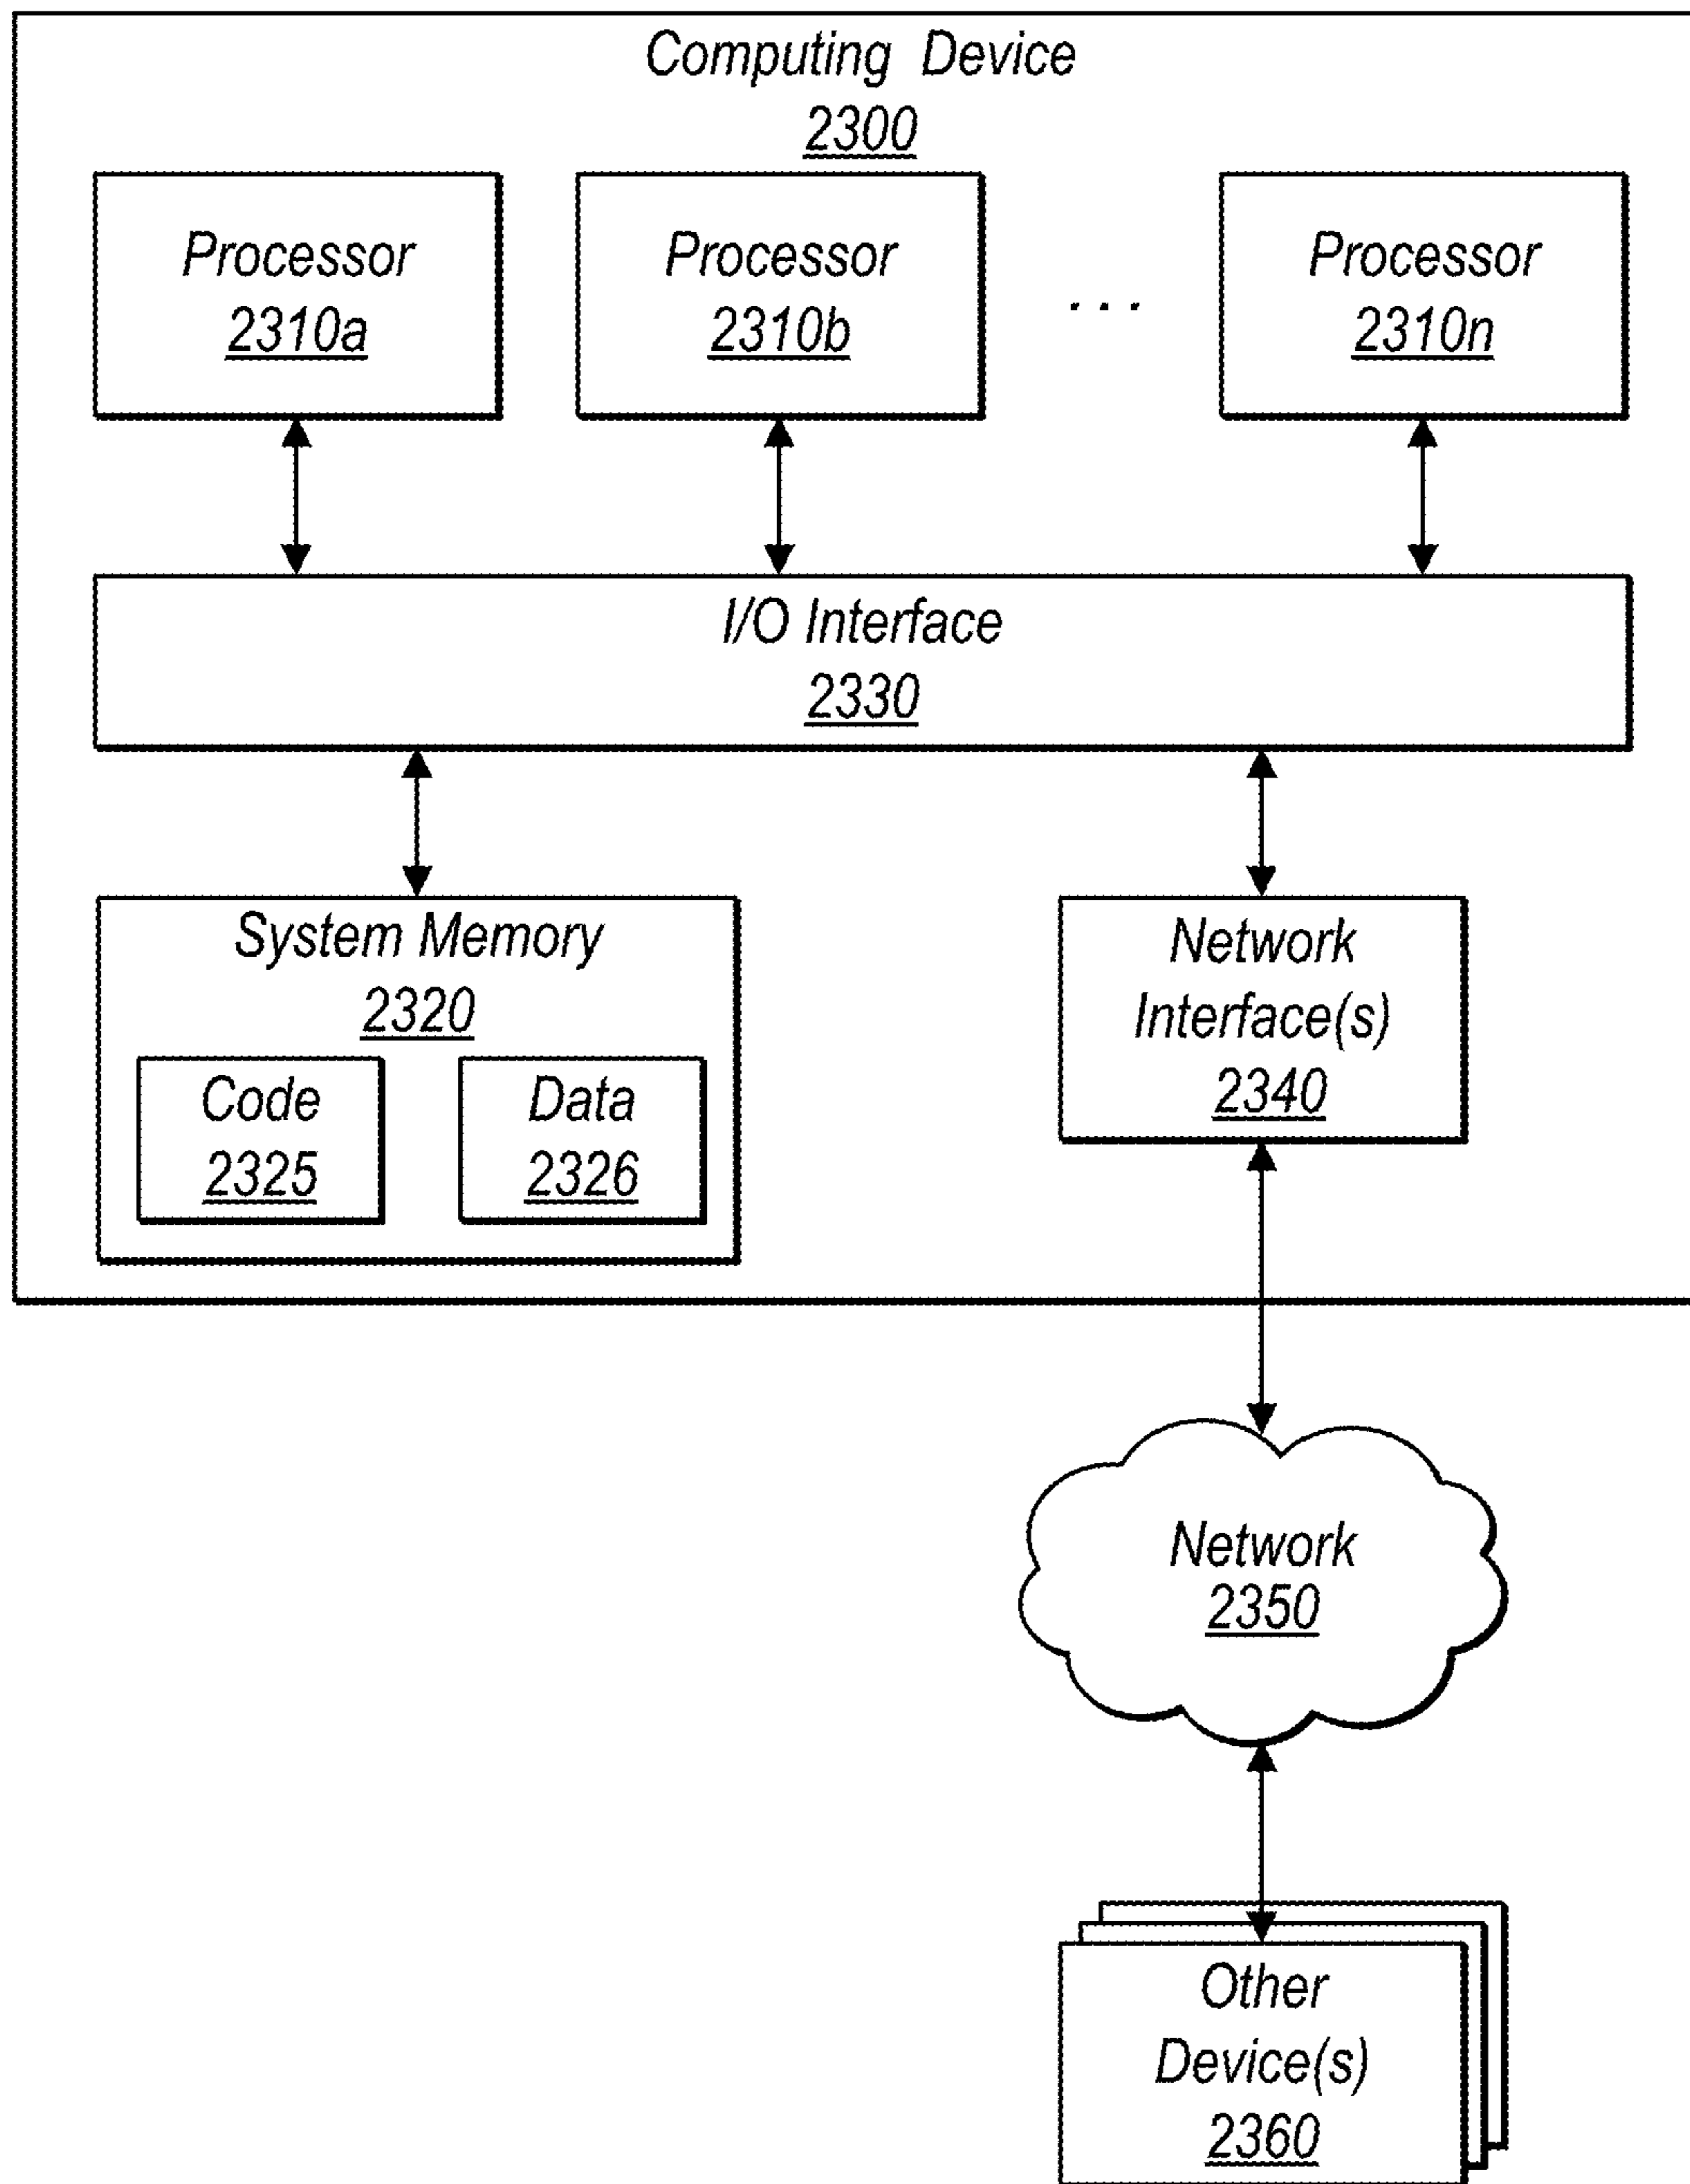 Computing Device
2300
Processor
2310a
Processor
2310b
. . .
Processor
2310n
I/O Interface
2330
System Memory
2320
Code
2325
Data
2326
Network
Interface(s)
2340
Network
2350
Other
Device(s)
2360